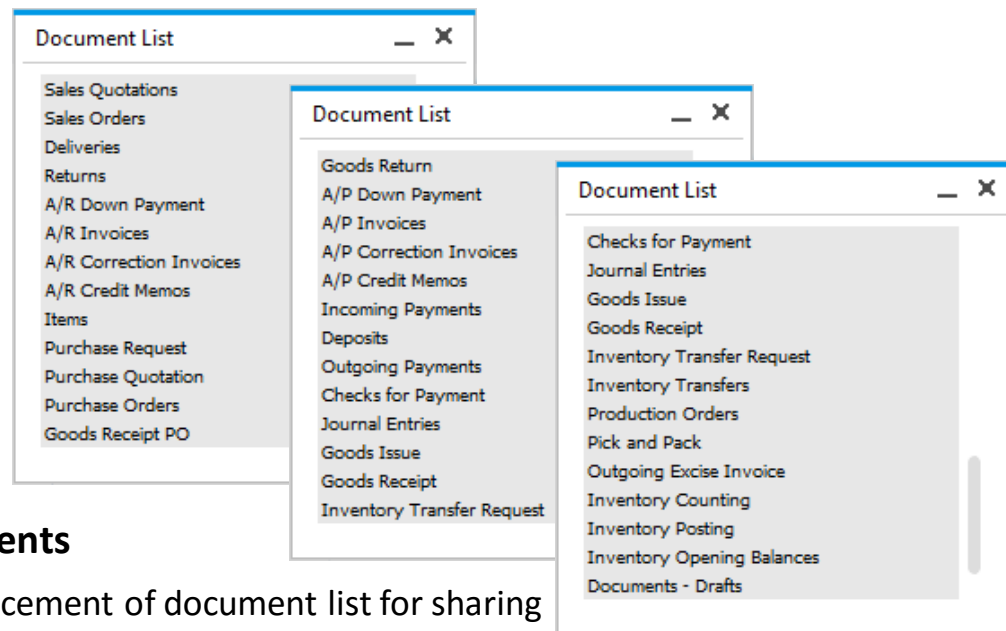 Document List
Sales Quotations
Sales Orders
Deliveries
Returns
A/R Down Payment
A/R Invoices
A/R Correction Invoices
A/R Credit Memos
Items
Purchase Request
Purchase Quotation
Purchase Orders
Goods Receipt PO
Document List
Goods Return
A/P Down Payment
A/P Invoices
A/P Correction Invoices
A/P Credit Memos
Incoming Payments
Deposits
Outgoing Payments
Checks for Payment
Journal Entries
Goods Issue
Goods Receipt
Inventory Transfer Request
Document List
Checks for Payment
Journal Entries
Goods Issue
Goods Receipt
Inventory Transfer Request
Inventory Transfers
Production Orders
Pick and Pack
Outgoing Excise Invoice
Inventory Counting
Inventory Posting
Inventory Opening Balances
Documents - Drafts
ents
cement of document list for sharing